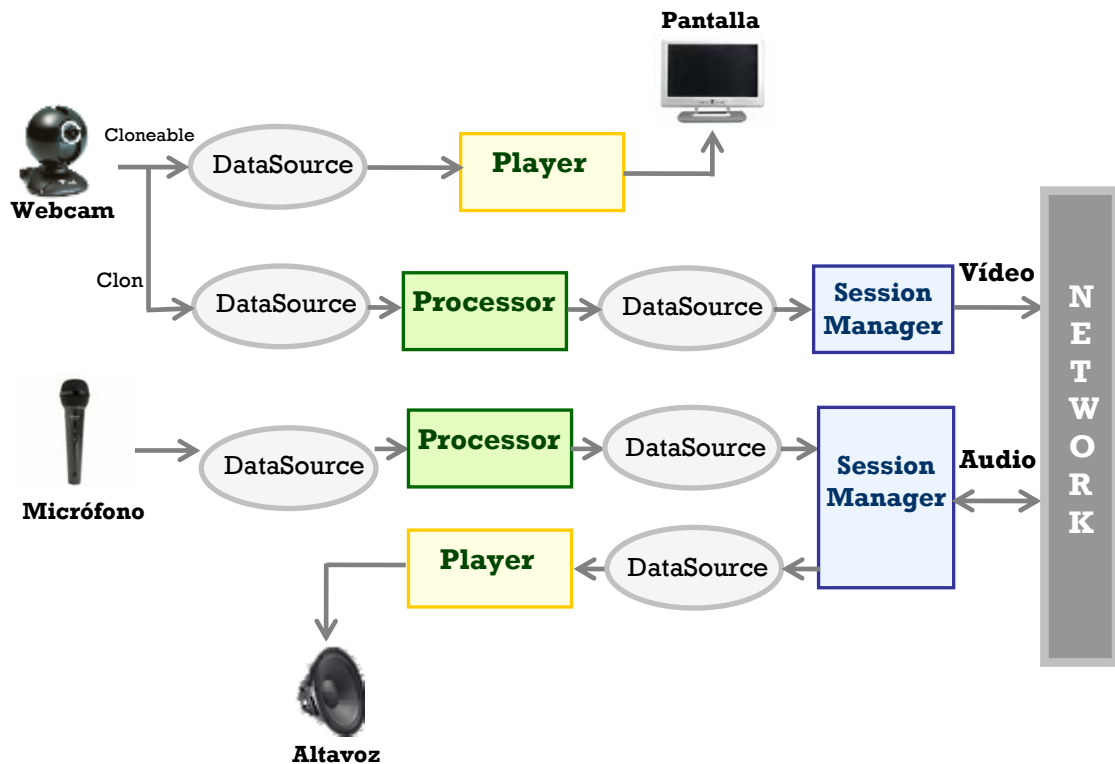 Pantalla
Cloneable
DataSource
Player
Webcam
Clon
DataSource
Processor
DataSource
Session
Manager
Vídeo
NETWORK
Micrófono
DataSource
Processor
DataSource
Session
Manager
Audio
Player
DataSource
Altavoz